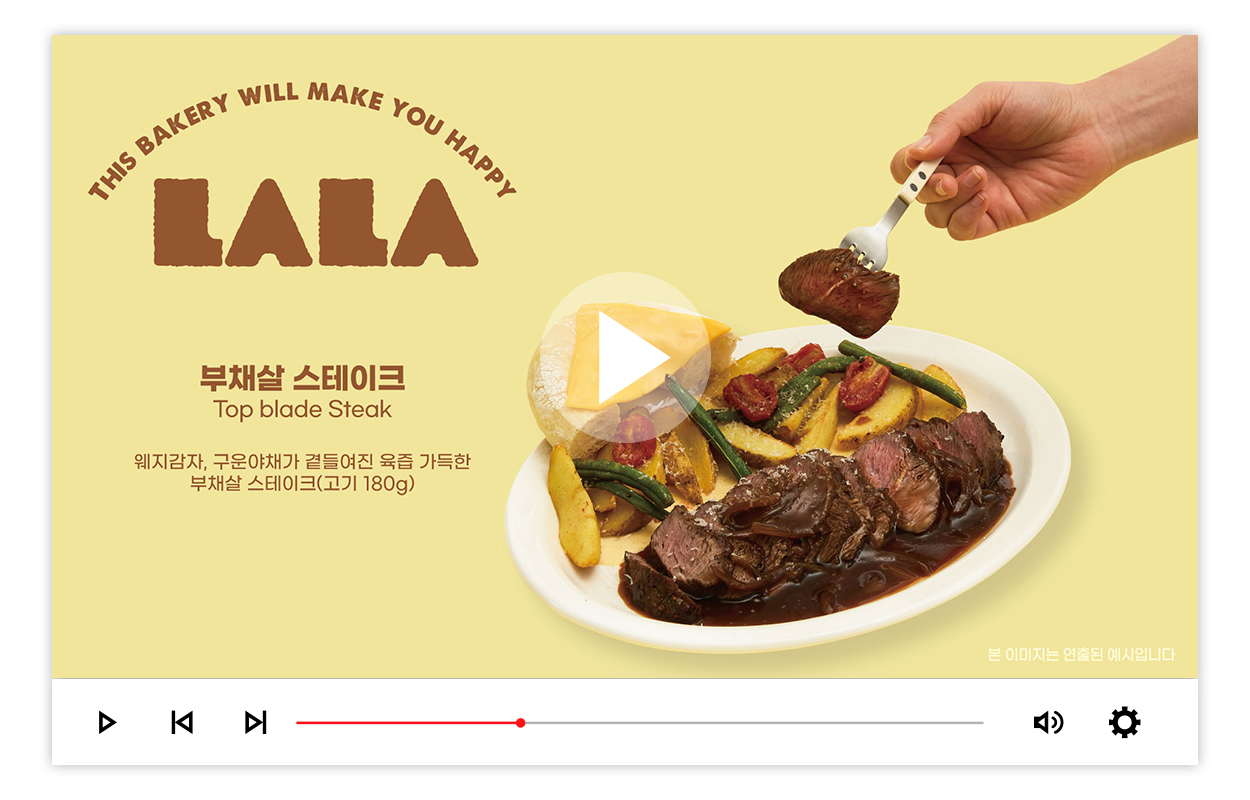 THIS BAKERY WILL MAKE YOU HAPPY
LALA
부채살 스테이크
Top blade Steak
웨지감자, 구운야채가 곁들여진 육즙 가득한
부채살 스테이크(고기 180g)
본 이미지는 연출된 예시입니다